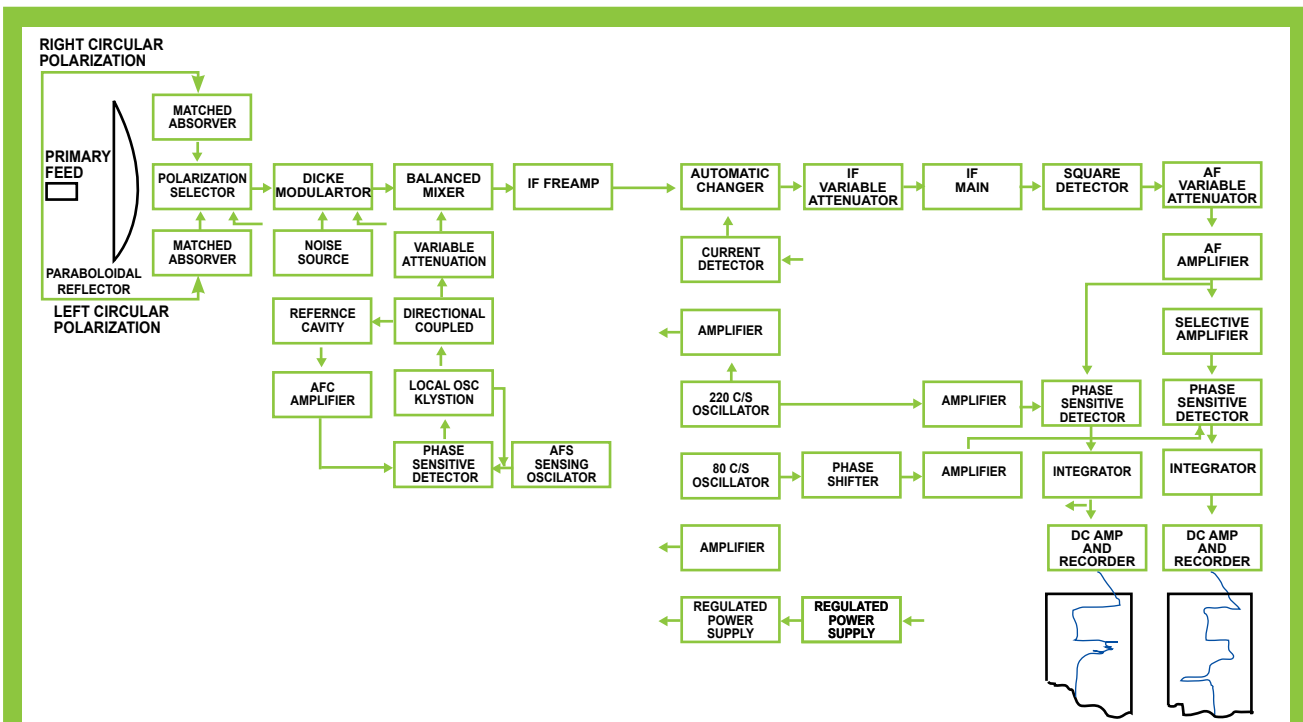 RIGHT CIRCULAR
POLARIZATION
MATCHED
ABSORVER
PRIMARY
FEED
POLARIZATION
SELECTOR
DICKE
MODULARTOR
BALANCED
MIXER
IF FREAMP
AUTOMATIC
CHANGER
IF
VARIABLE
ATTENUATOR
IF
MAIN
SQUARE
DETECTOR
AF
VARIABLE
ATTENUATOR
MATCHED
ABSORVER
NOISE
SOURCE
VARIABLE
ATTENUATION
CURRENT
DETECTOR
AF
AMPLIFIER
PARABOLOIDAL
REFLECTOR
LEFT CIRCULAR
POLARIZATION
REFERNCE
CAVITY
DIRECTIONAL
COUPLED
AMPLIFIER
SELECTIVE
AMPLIFIER
AFC
AMPLIFIER
LOCAL OSC
KLYSTION
220 C/S
OSCILLATOR
AMPLIFIER
PHASE
SENSITIVE
DETECTOR
PHASE
SENSITIVE
DETECTOR
PHASE
SENSITIVE
DETECTOR
AFS
SENSING
OSCILATOR
80 C/S
OSCILLATOR
PHASE
SHIFTER
AMPLIFIER
INTEGRATOR
INTEGRATOR
AMPLIFIER
DC AMP
AND
RECORDER
DC AMP
AND
RECORDER
REGULATED
POWER
SUPPLY
REGULATED
POWER
SUPPLY